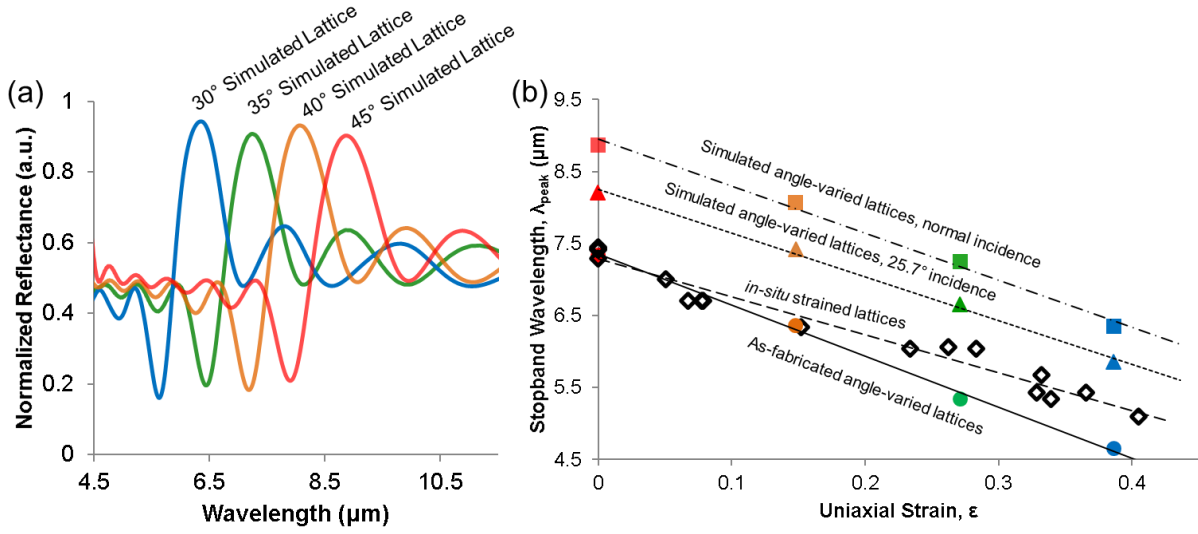 (a)
30° Simulated Lattice
35° Simulated Lattice
40° Simulated Lattice
45° Simulated Lattice
Normalized Reflectance (a.u.)
1
0.8
0.6
0.4
0.2
0
4.5
6.5
8.5
10.5
Wavelength (µm)
(b)
Stopband Wavelength, λpeak (µm)
9.5
8.5
7.5
6.5
5.5
4.5
Simulated angle-varied lattices, normal incidence
Simulated angle-varied lattices, 25.7° incidence
in-situ strained lattices
As-fabricated angle-varied lattices
0
0.1
0.2
0.3
0.4
Uniaxial Strain, ε